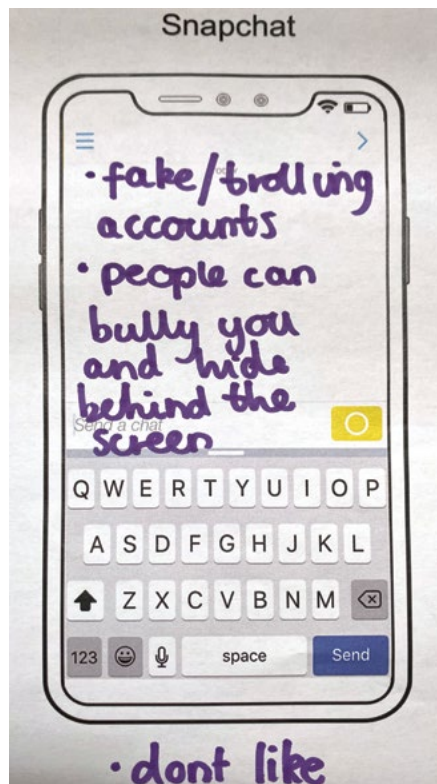 Snapchat
• fake/trolling
accounts
• people can
bully you
and hide
behind the
Send a chat
screen
Q W E R T Y U I O P
A S D F G H J K L
Z X C V B N M
123 space Send
• dont like